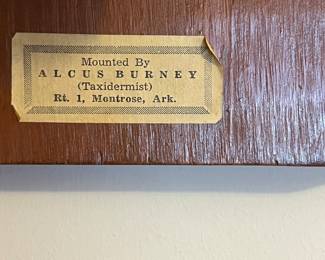 Mounted By
ALCUS BURNEY
(Taxidermist)
Rt. 1, Montrose, Ark.